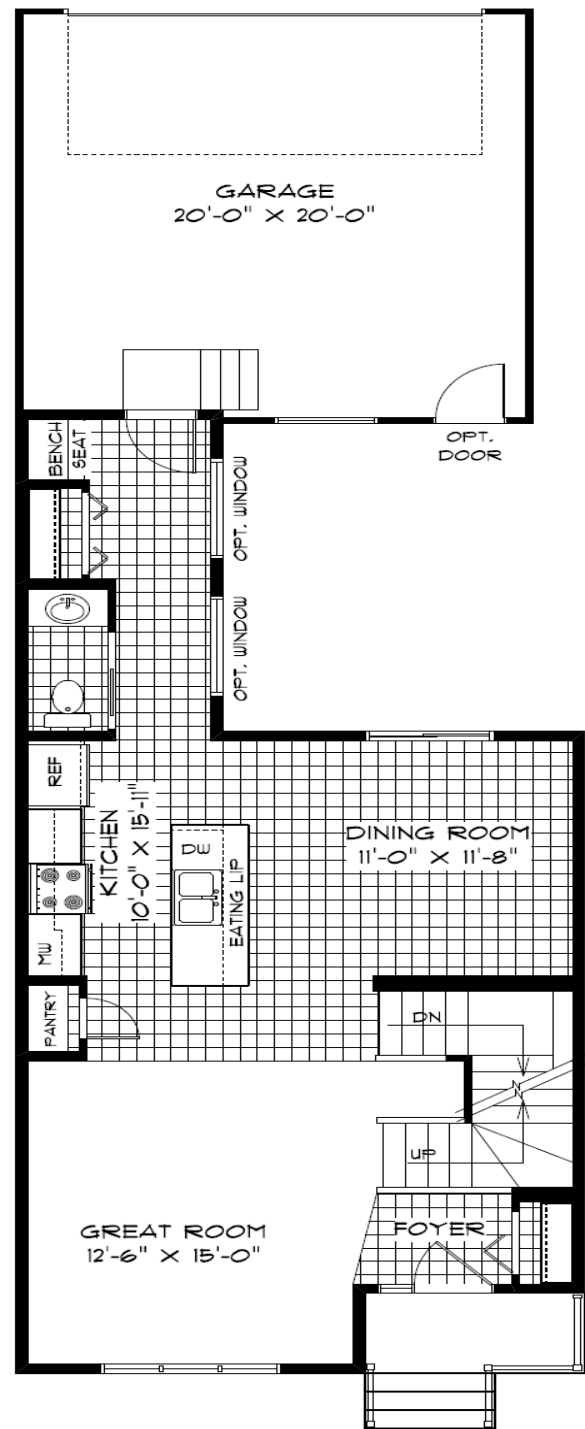 GARAGE
20'-0" X 20'-0"
OPT.
DOOR
BENCH
SEAT
OPT. WINDOW
OPT. WINDOW
REF
KITCHEN
10'-0" X 15'-11"
DW
EATING LIP
DINING ROOM
11'-0" X 11'-8"
MW
PANTRY
DN
UP
GREAT ROOM
12'-6" X 15'-0"
FOYER